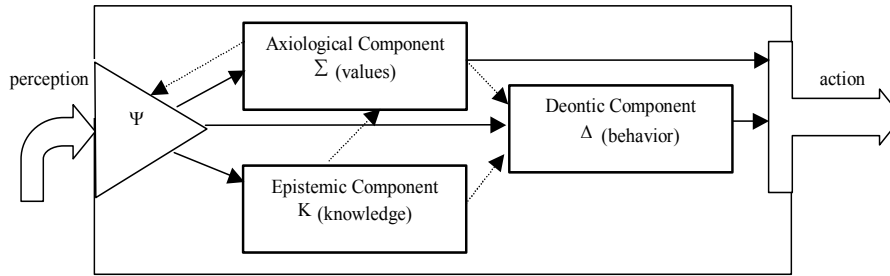 Axiological Component
Σ (values)
perception
action
Ψ
Deontic Component
Δ (behavior)
Epistemic Component
K (knowledge)